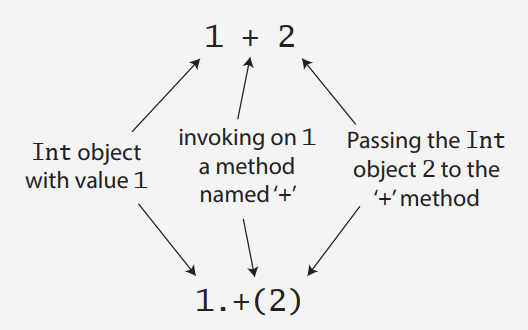 1 + 2
Int object
with value 1
invoking on 1
a method
named ‘+’
Passing the Int
object 2 to the
‘+’ method
1.+(2)